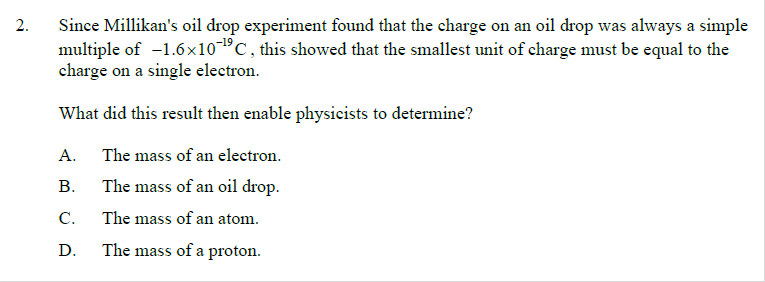 2. Since Millikan's oil drop experiment found that the charge on an oil drop was always a simple
multiple of −1.6×10⁻¹⁹ C, this showed that the smallest unit of charge must be equal to the
charge on a single electron.
What did this result then enable physicists to determine?
A. The mass of an electron.
B. The mass of an oil drop.
C. The mass of an atom.
D. The mass of a proton.